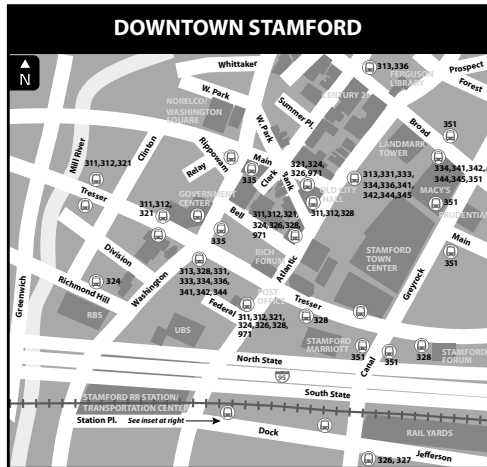 DOWNTOWN STAMFORD
N
Whittaker
313,336
Prospect
FERGUSON
LIBRARY
Forest
W. Park
CENTURY 21
NORELCO/
WASHINGTON
SQUARE
Summer Pl.
W. Park
Broad
351
Mill River
Clinton
Rippowam
Main
LANDMARK
TOWER
311,312,321
Relay
335
Clark
Bank
321,324,
326,971
313,331,333,
334,336,341,
342,344,345
334,341,342,
344,345,351
Tresser
GOVERNMENT
CENTER
OLD CITY
HALL
MACY'S
351
PRUDENTIAL
311,312,
321
Bell
311,312,321,
324,326,328,
971
311,312,328
335
Main
Division
RICH
FORUM
Atlantic
STAMFORD
TOWN
CENTER
351
313,328,331,
333,334,336,
341,342,344
Greyrock
Greenwich
Richmond Hill
324
Washington
POST
OFFICE
Tresser
RBS
Federal
311,312,321,
324,326,328,
971
328
UBS
STAMFORD
MARRIOTT
351
Canal
351
328
STAMFORD
FORUM
North State
95
South State
STAMFORD RR STATION/
TRANSPORTATION CENTER
Station Pl.
See inset at right
Dock
RAIL YARDS
Jefferson
326, 327